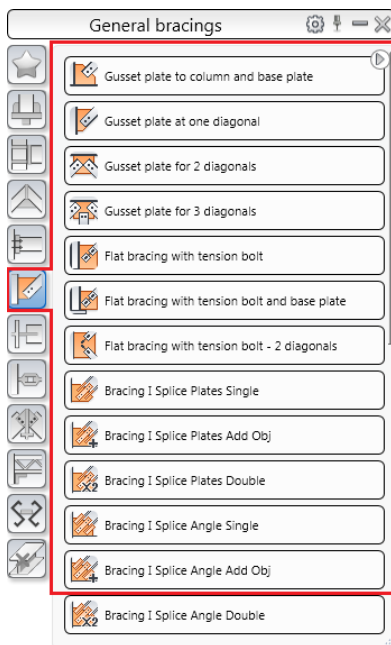 General bracings
Gusset plate to column and base plate
Gusset plate at one diagonal
Gusset plate for 2 diagonals
Gusset plate for 3 diagonals
Flat bracing with tension bolt
Flat bracing with tension bolt and base plate
Flat bracing with tension bolt - 2 diagonals
Bracing I Splice Plates Single
Bracing I Splice Plates Add Obj
x2 Bracing I Splice Plates Double
Bracing I Splice Angle Single
Bracing I Splice Angle Add Obj
x2 Bracing I Splice Angle Double